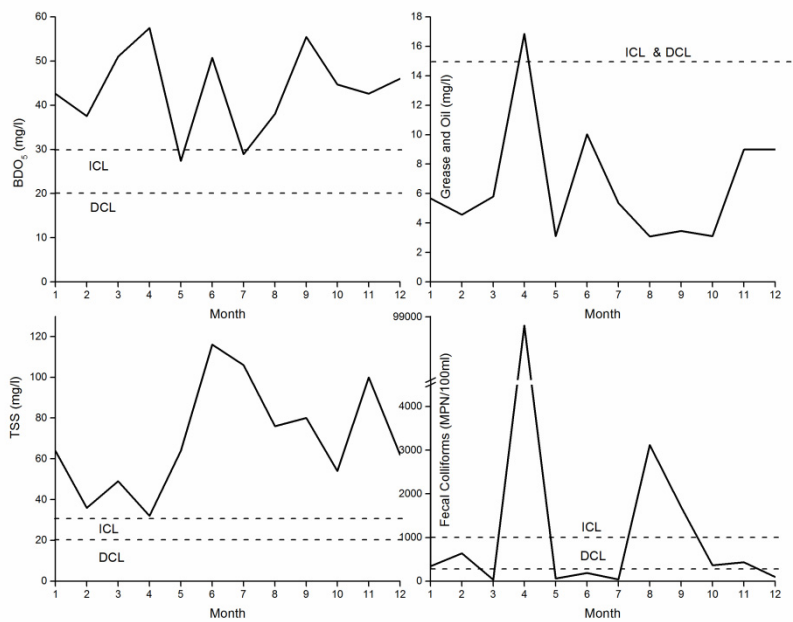 60
50
40
30
20
10
0
BDO5 (mg/l)
ICL
DCL
1 2 3 4 5 6 7 8 9 10 11 12
Month
18
16
14
12
10
8
6
4
2
0
Grease and Oil (mg/l)
ICL & DCL
1 2 3 4 5 6 7 8 9 10 11 12
Month
120
100
80
60
40
20
0
TSS (mg/l)
ICL
DCL
1 2 3 4 5 6 7 8 9 10 11 12
Month
99000
4000
3000
2000
1000
0
Fecal Colliforms (MPN/100ml)
ICL
DCL
1 2 3 4 5 6 7 8 9 10 11 12
Month